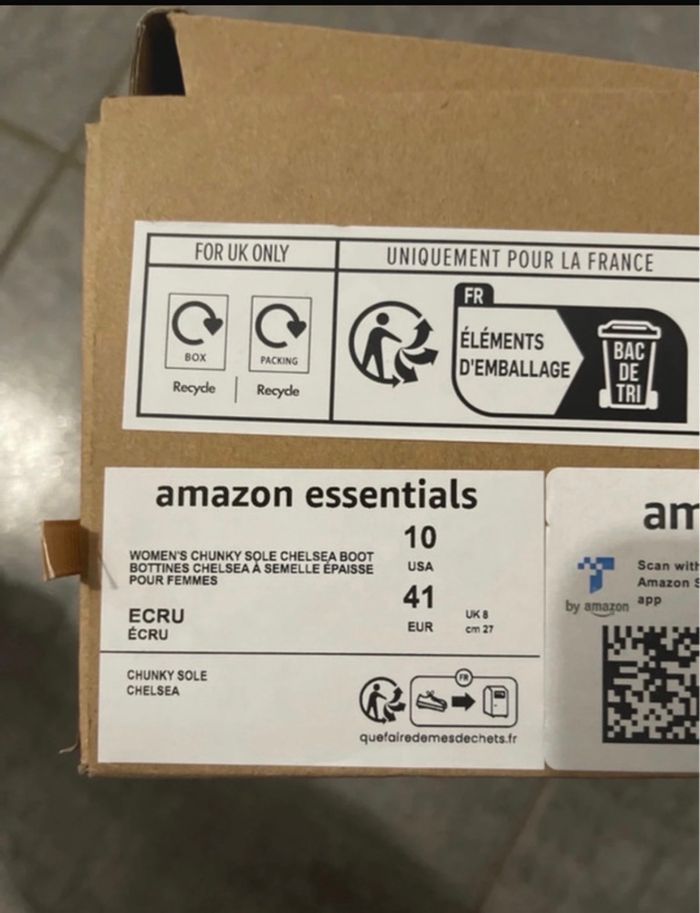 FOR UK ONLY
UNIQUEMENT POUR LA FRANCE
BOX
PACKING
Recycle
Recycle
FR
ÉLÉMENTS
D'EMBALLAGE
BAC
DE
TRI
amazon essentials
10
USA
WOMEN'S CHUNKY SOLE CHELSEA BOOT
BOTTINES CHELSEA À SEMELLE ÉPAISSE
POUR FEMMES
41
EUR
UK 8
cm 27
ECRU
ÉCRU
CHUNKY SOLE
CHELSEA
FR
quefairedemesdechets.fr
am
by amazon
Scan with
Amazon S
app